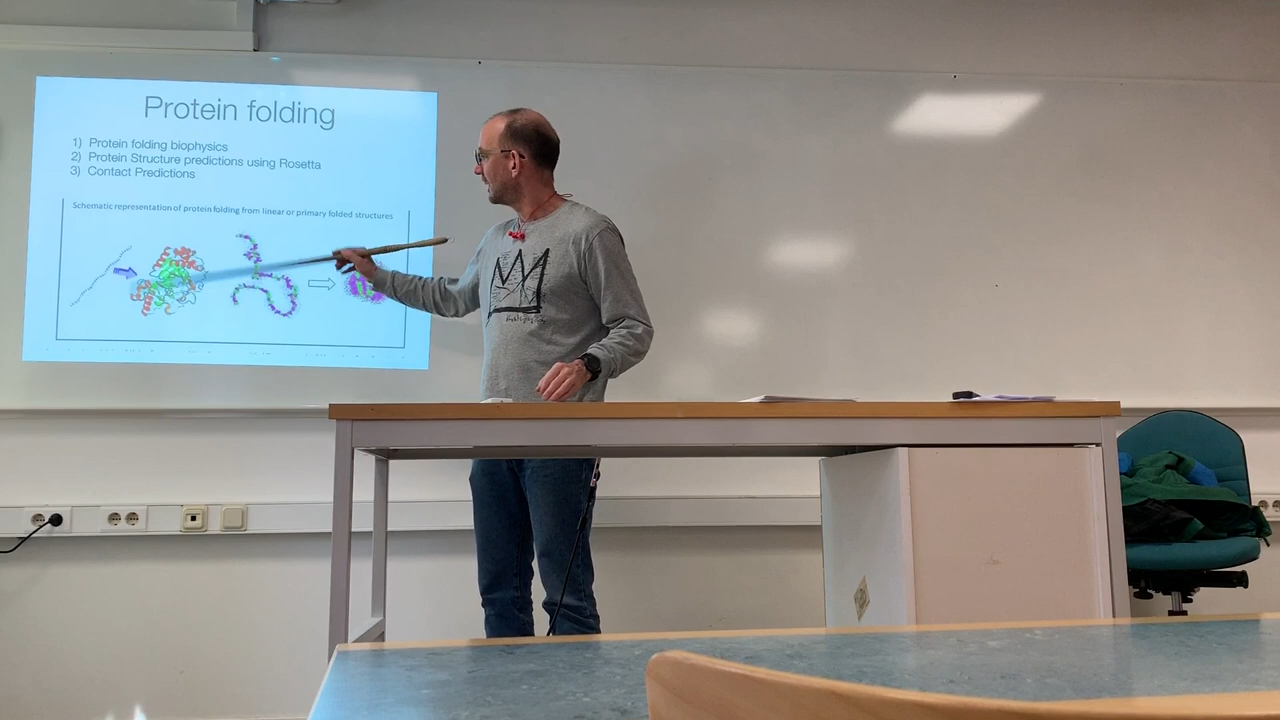 Protein folding
1) Protein folding biophysics
2) Protein Structure predictions using Rosetta
3) Contact Predictions
Schematic representation of protein folding from linear or primary folded structures